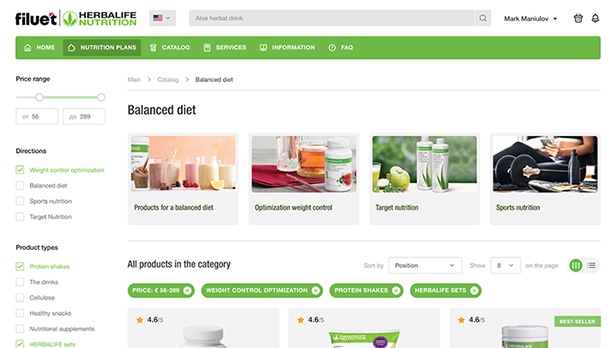 filuet HERBALIFE NUTRITION
Aloe herbal drink
Mark Maniulov
HOME NUTRITION PLANS CATALOG SERVICES INFORMATION FAQ
Price range
от 56 до 289
Directions
Weight control optimization
Balanced diet
Sports nutrition
Target Nutrition
Product types
Protein shakes
The drinks
Cellulose
Healthy snacks
Nutritional supplements
HERBALIFE sets
Main > Catalog > Balanced diet
Balanced diet
Products for a balanced diet
Optimization weight control
Target nutrition
Sports nutrition
All products in the category
Sort by Position Show 8 on the page
PRICE: € 56-289 WEIGHT CONTROL OPTIMIZATION PROTEIN SHAKES HERBALIFE SETS
4.6/5
4.6/5
4.6/5 BEST-SELLER